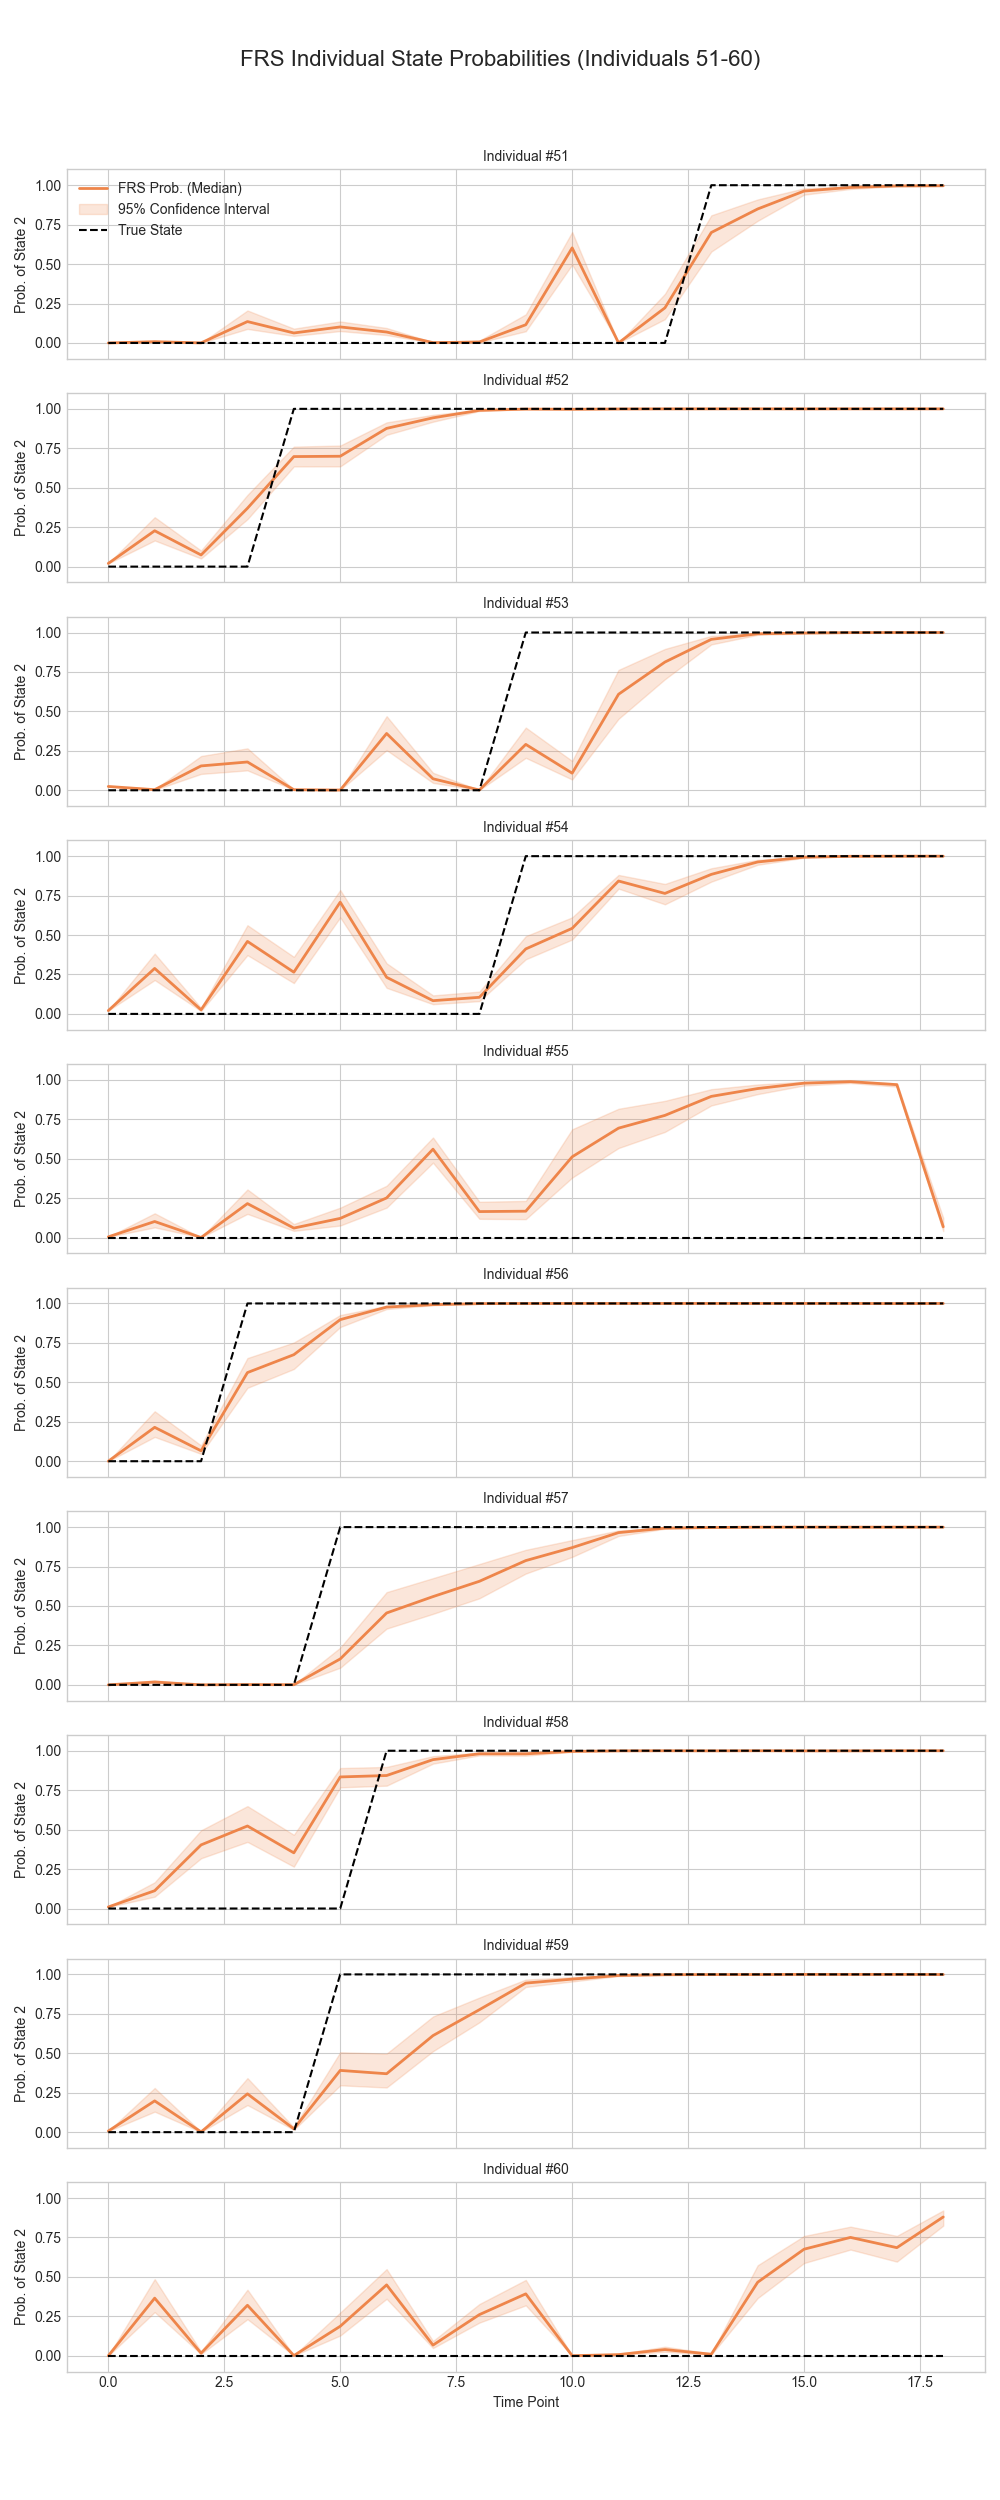 FRS Individual State Probabilities (Individuals 51-60)
Individual #51
1.00
0.75
0.50
0.25
0.00
Prob. of State 2
FRS Prob. (Median)
95% Confidence Interval
True State
Individual #52
1.00
0.75
0.50
0.25
0.00
Prob. of State 2
Individual #53
1.00
0.75
0.50
0.25
0.00
Prob. of State 2
Individual #54
1.00
0.75
0.50
0.25
0.00
Prob. of State 2
Individual #55
1.00
0.75
0.50
0.25
0.00
Prob. of State 2
Individual #56
1.00
0.75
0.50
0.25
0.00
Prob. of State 2
Individual #57
1.00
0.75
0.50
0.25
0.00
Prob. of State 2
Individual #58
1.00
0.75
0.50
0.25
0.00
Prob. of State 2
Individual #59
1.00
0.75
0.50
0.25
0.00
Prob. of State 2
Individual #60
1.00
0.75
0.50
0.25
0.00
Prob. of State 2
0.0 2.5 5.0 7.5 10.0 12.5 15.0 17.5
Time Point